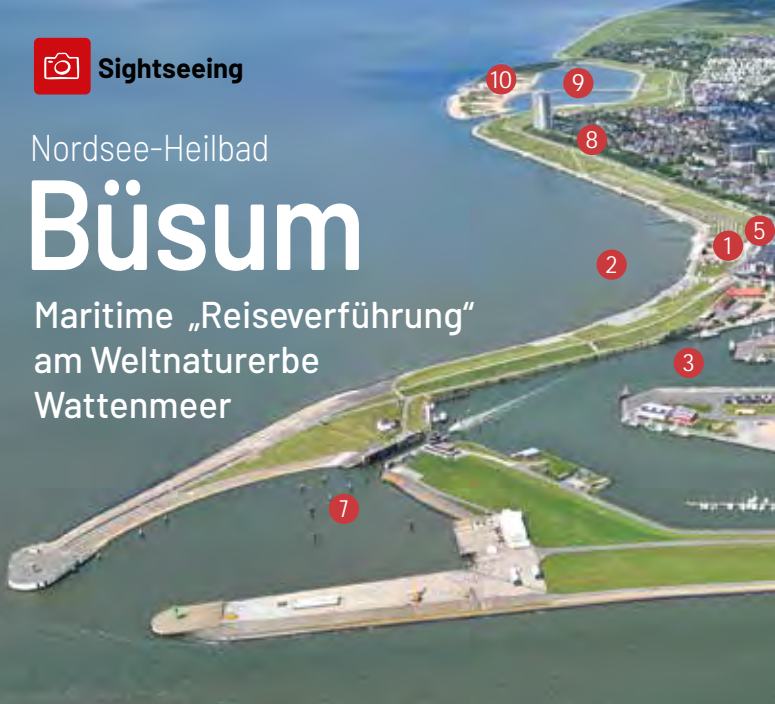 Sightseeing
Nordsee-Heilbad
Büsum
Maritime „Reiseverführung“
am Weltnaturerbe
Wattenmeer
10
9
8
5
1
2
3
7